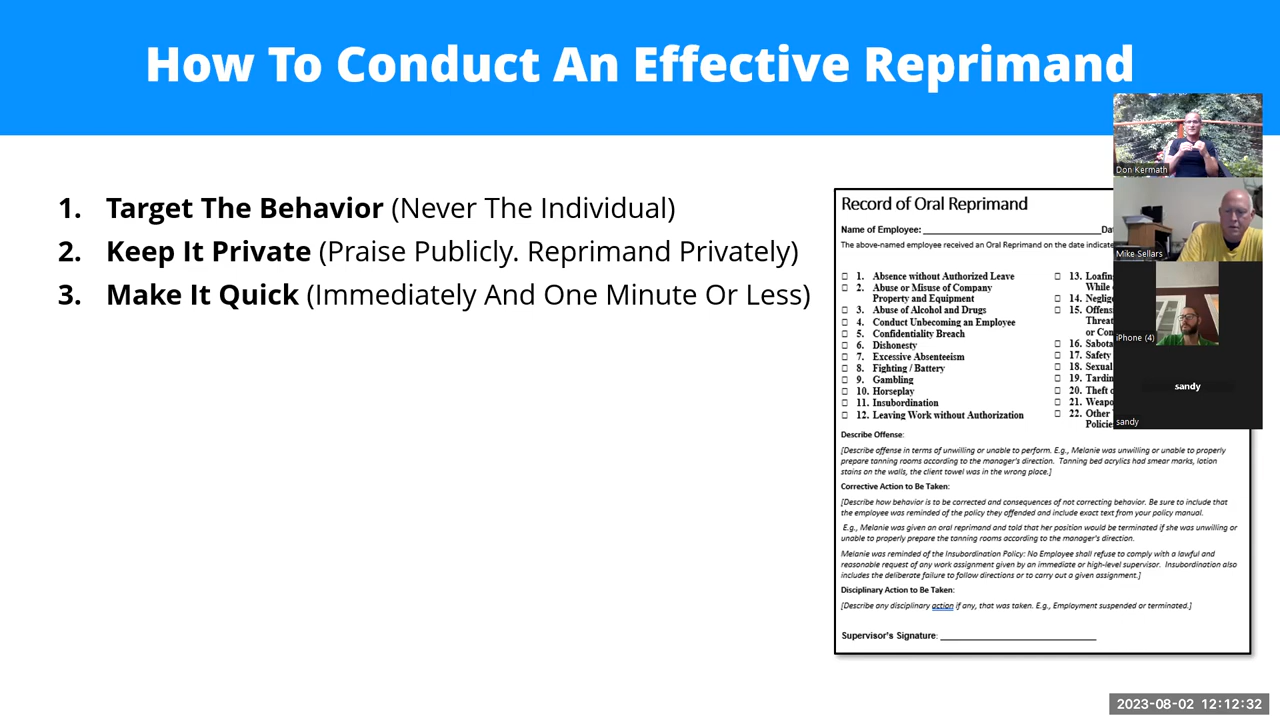 How To Conduct An Effective Reprimand
1. Target The Behavior (Never The Individual)
2. Keep It Private (Praise Publicly. Reprimand Privately)
3. Make It Quick (Immediately And One Minute Or Less)
Record of Oral Reprimand
Name of Employee: Da
The above-named employee received an Oral Reprimand on the date indicate
1. Absence without Authorized Leave
2. Abuse or Misuse of Company
Property and Equipment
3. Abuse of Alcohol and Drugs
4. Conduct Unbecoming an Employee
5. Confidentiality Breach
6. Dishonesty
7. Excessive Absenteeism
8. Fighting / Battery
9. Gambling
10. Horseplay
11. Insubordination
12. Leaving Work without Authorization
13. Loafin
While
14. Neglig
15. Offens
Threat
or Con
16. Sabota
17. Safety
18. Sexual
19. Tardin
20. Theft o
21. Weapo
22. Other
Policie
Describe Offense:
[Describe offense in terms of unwilling or unable to perform. E.g., Melanie was unwilling or unable to properly
prepare tanning rooms according to the manager's direction. Tanning bed acrylics had smear marks, lotion
stains on the walls, the client towel was in the wrong place.]
Corrective Action to Be Taken:
[Describe how behavior is to be corrected and consequences of not correcting behavior. Be sure to include that
the employee was reminded of the policy they offended and include exact text from your policy manual.
E.g., Melanie was given an oral reprimand and told that her position would be terminated if she was unwilling or
unable to properly prepare the tanning rooms according to the manager's direction.
Melanie was reminded of the Insubordination Policy: No Employee shall refuse to comply with a lawful and
reasonable request of any work assignment given by an immediate or high-level supervisor. Insubordination also
includes the deliberate failure to follow directions or to carry out a given assignment.]
Disciplinary Action to Be Taken:
[Describe any disciplinary action if any, that was taken. E.g., Employment suspended or terminated.]
Supervisor's Signature:
Don Kermath
Mike Sellars
iPhone (4)
sandy
sandy
2023-08-02 12:12:32